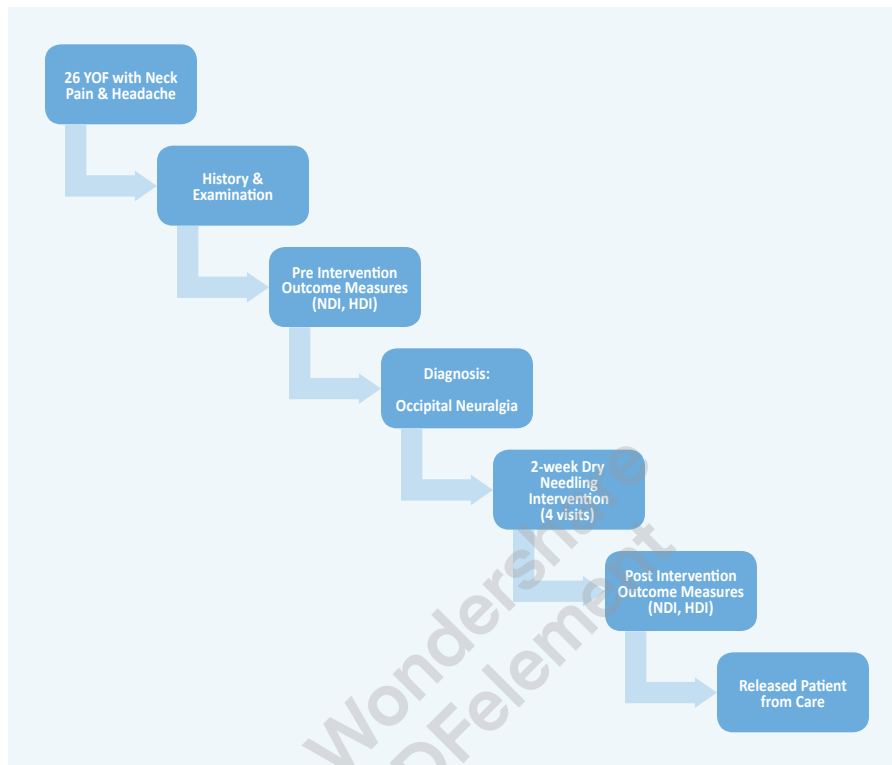 26 YOF with Neck
Pain & Headache
History &
Examination
Pre Intervention
Outcome Measures
(NDI, HDI)
Diagnosis:
Occipital Neuralgia
2-week Dry
Needling
Intervention
(4 visits)
Post Intervention
Outcome Measures
(NDI, HDI)
Released Patient
from Care
Wondershare
PDFelement